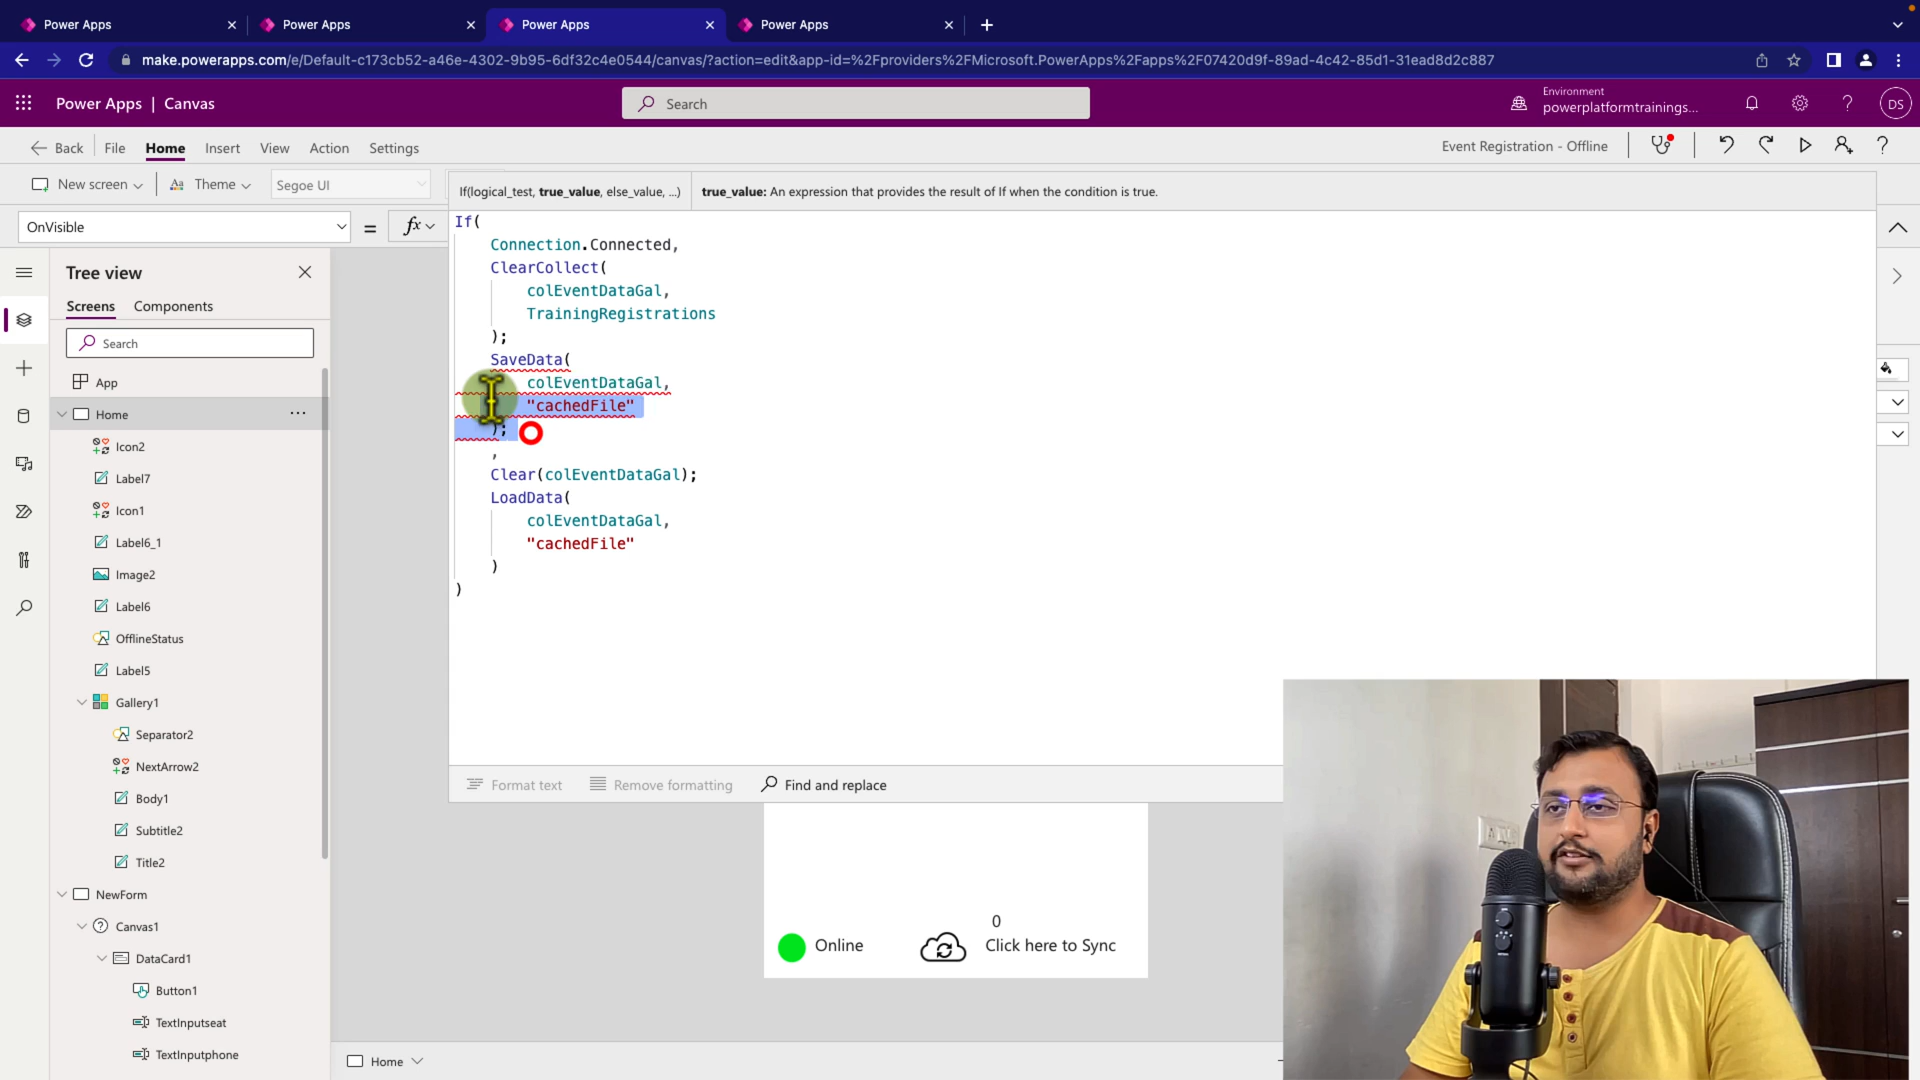 Power Apps
Power Apps
Power Apps
Power Apps
make.powerapps.com/e/Default-c173cb52-a46e-4302-9b95-6df32c4e0544/canvas/?action=edit&app-id=%2Fproviders%2FMicrosoft.PowerApps%2Fapps%2F07420d9f-89ad-4c42-85d1-31ead8d2c887
Power Apps | Canvas
Search
Environment
powerplatformtrainings...
DS
Back
File
Home
Insert
View
Action
Settings
Event Registration - Offline
New screen
Theme
Segoe UI
If(logical_test, true_value, else_value, ...)
true_value: An expression that provides the result of If when the condition is true.
OnVisible
=
fx
If(
Connection.Connected,
ClearCollect(
colEventDataGal,
TrainingRegistrations
);
SaveData(
colEventDataGal,
"cachedFile"
);
,
Clear(colEventDataGal);
LoadData(
colEventDataGal,
"cachedFile"
)
)
Tree view
Screens
Components
Search
App
Home
Icon2
Label7
Icon1
Label6_1
Image2
Label6
OfflineStatus
Label5
Gallery1
Separator2
NextArrow2
Body1
Subtitle2
Title2
NewForm
Canvas1
DataCard1
Button1
TextInputseat
TextInputphone
Format text
Remove formatting
Find and replace
0
Online
Click here to Sync
Home